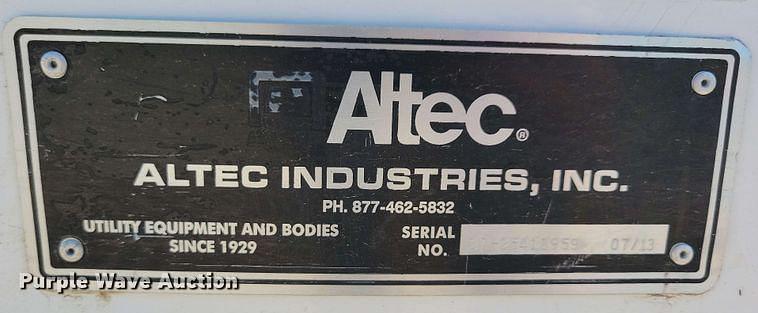 Altec®
ALTEC INDUSTRIES, INC.
PH. 877-462-5832
UTILITY EQUIPMENT AND BODIES
SINCE 1929
SERIAL
NO.
07/13
Purple Wave Auction